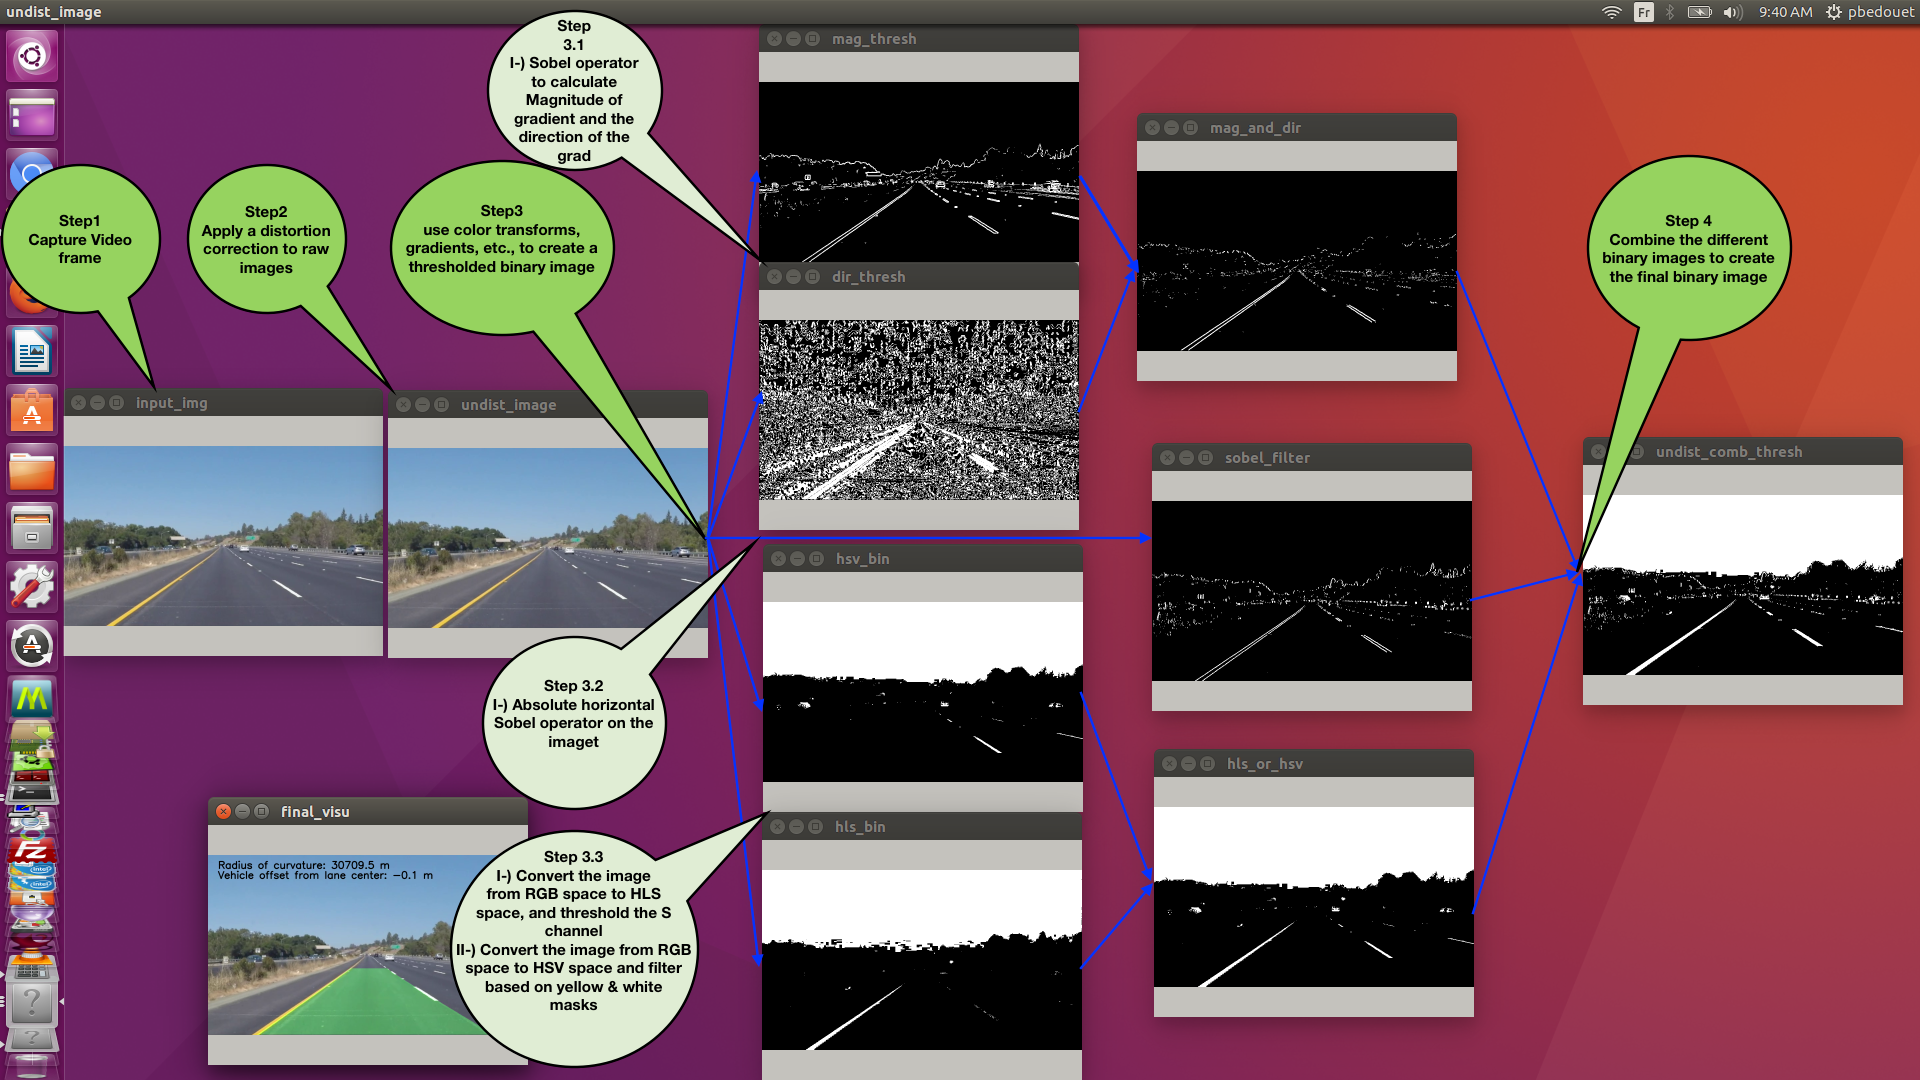 undist_image
Fr
9:40 AM
pbedouet
Step
3.1
I-) Sobel operator
to calculate
Magnitude of
gradient and the
direction of the
grad
mag_thresh
mag_and_dir
Step1
Capture Video
frame
Step2
Apply a distortion
correction to raw
images
Step3
use color transforms,
gradients, etc., to create a
thresholded binary image
Step 4
Combine the different
binary images to create
the final binary image
dir_thresh
input_img
undist_image
sobel_filter
undist_comb_thresh
hsv_bin
Step 3.2
I-) Absolute horizontal
Sobel operator on the
imaget
hls_or_hsv
final_visu
hls_bin
Radius of curvature: 30709.5 m
Vehicle offset from lane center: -0.1 m
Step 3.3
I-) Convert the image
from RGB space to HLS
space, and threshold the S
channel
II-) Convert the image from RGB
space to HSV space and filter
based on yellow & white
masks